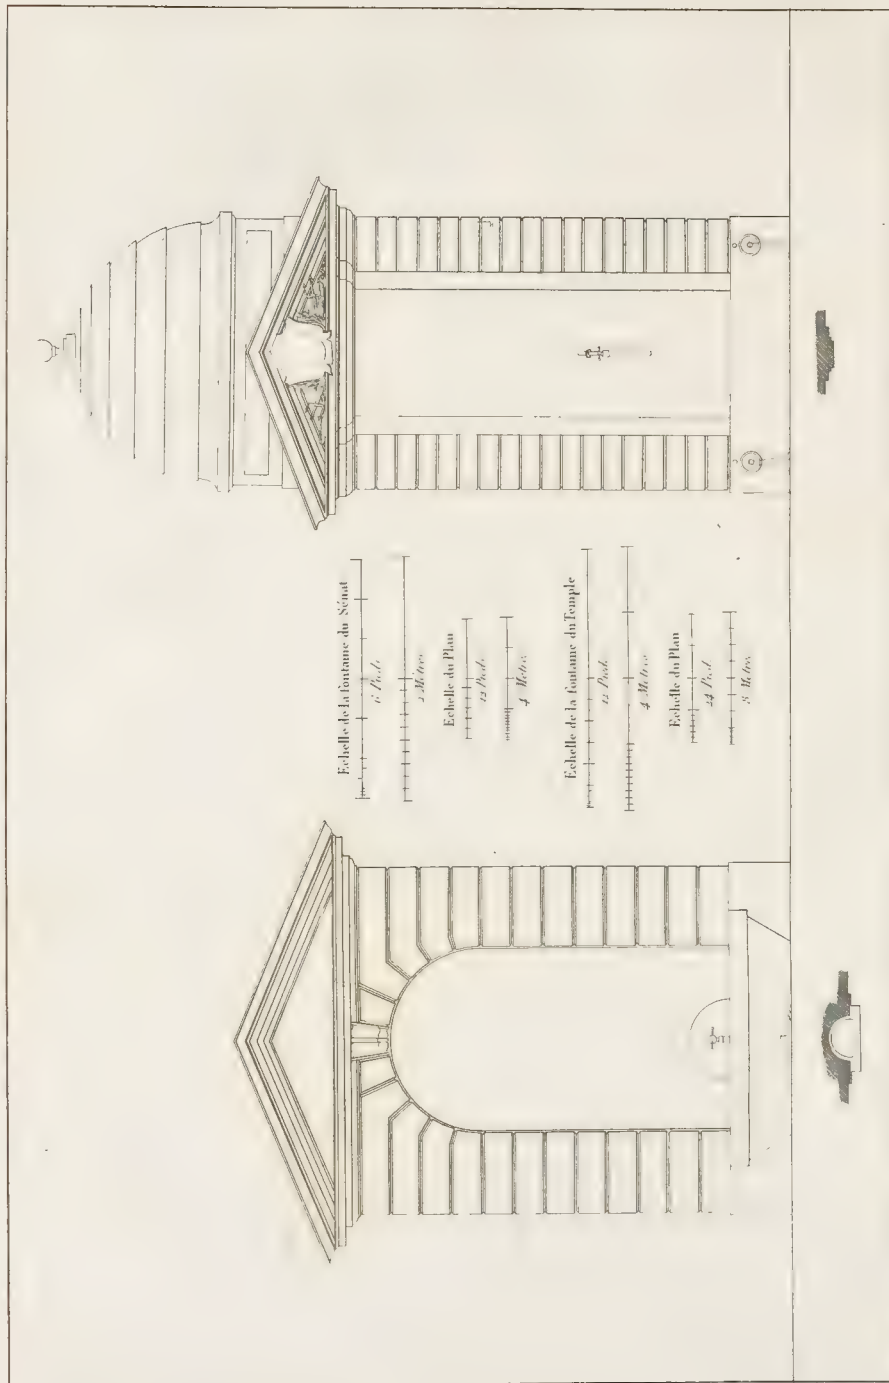 Echelle de la fontaine du Sénat
6 Pieds
2 Mètres
Echelle du Plan
12 Pieds
4 Mètres
Echelle de la fontaine du Temple
12 Pieds
4 Mètres
Echelle du Plan
24 Pieds
8 Mètres